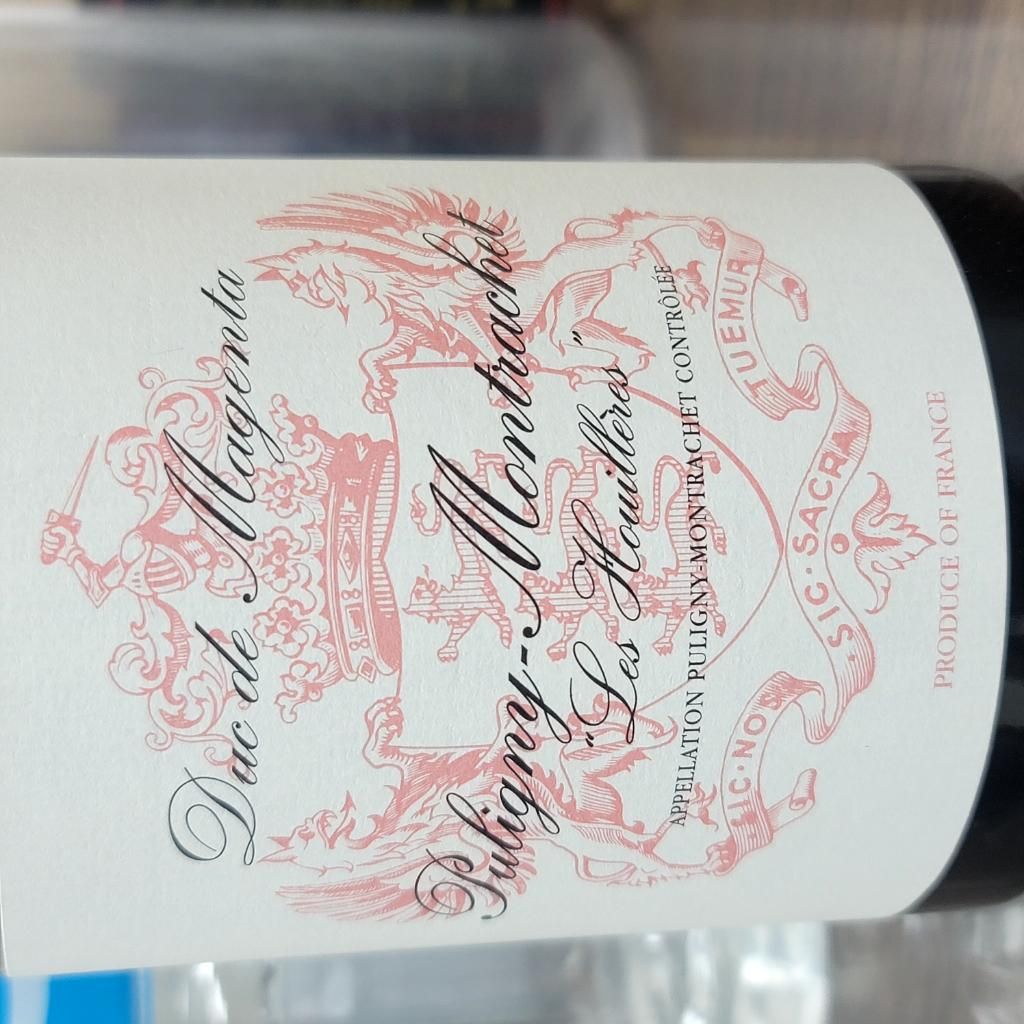 Duc de Magenta
Puligny-Montrachet
"Les Houillères"
APPELLATION PULIGNY-MONTRACHET CONTRÔLÉE
SIC·NOS·SIC·SACRA TUEMUR
PRODUCE OF FRANCE